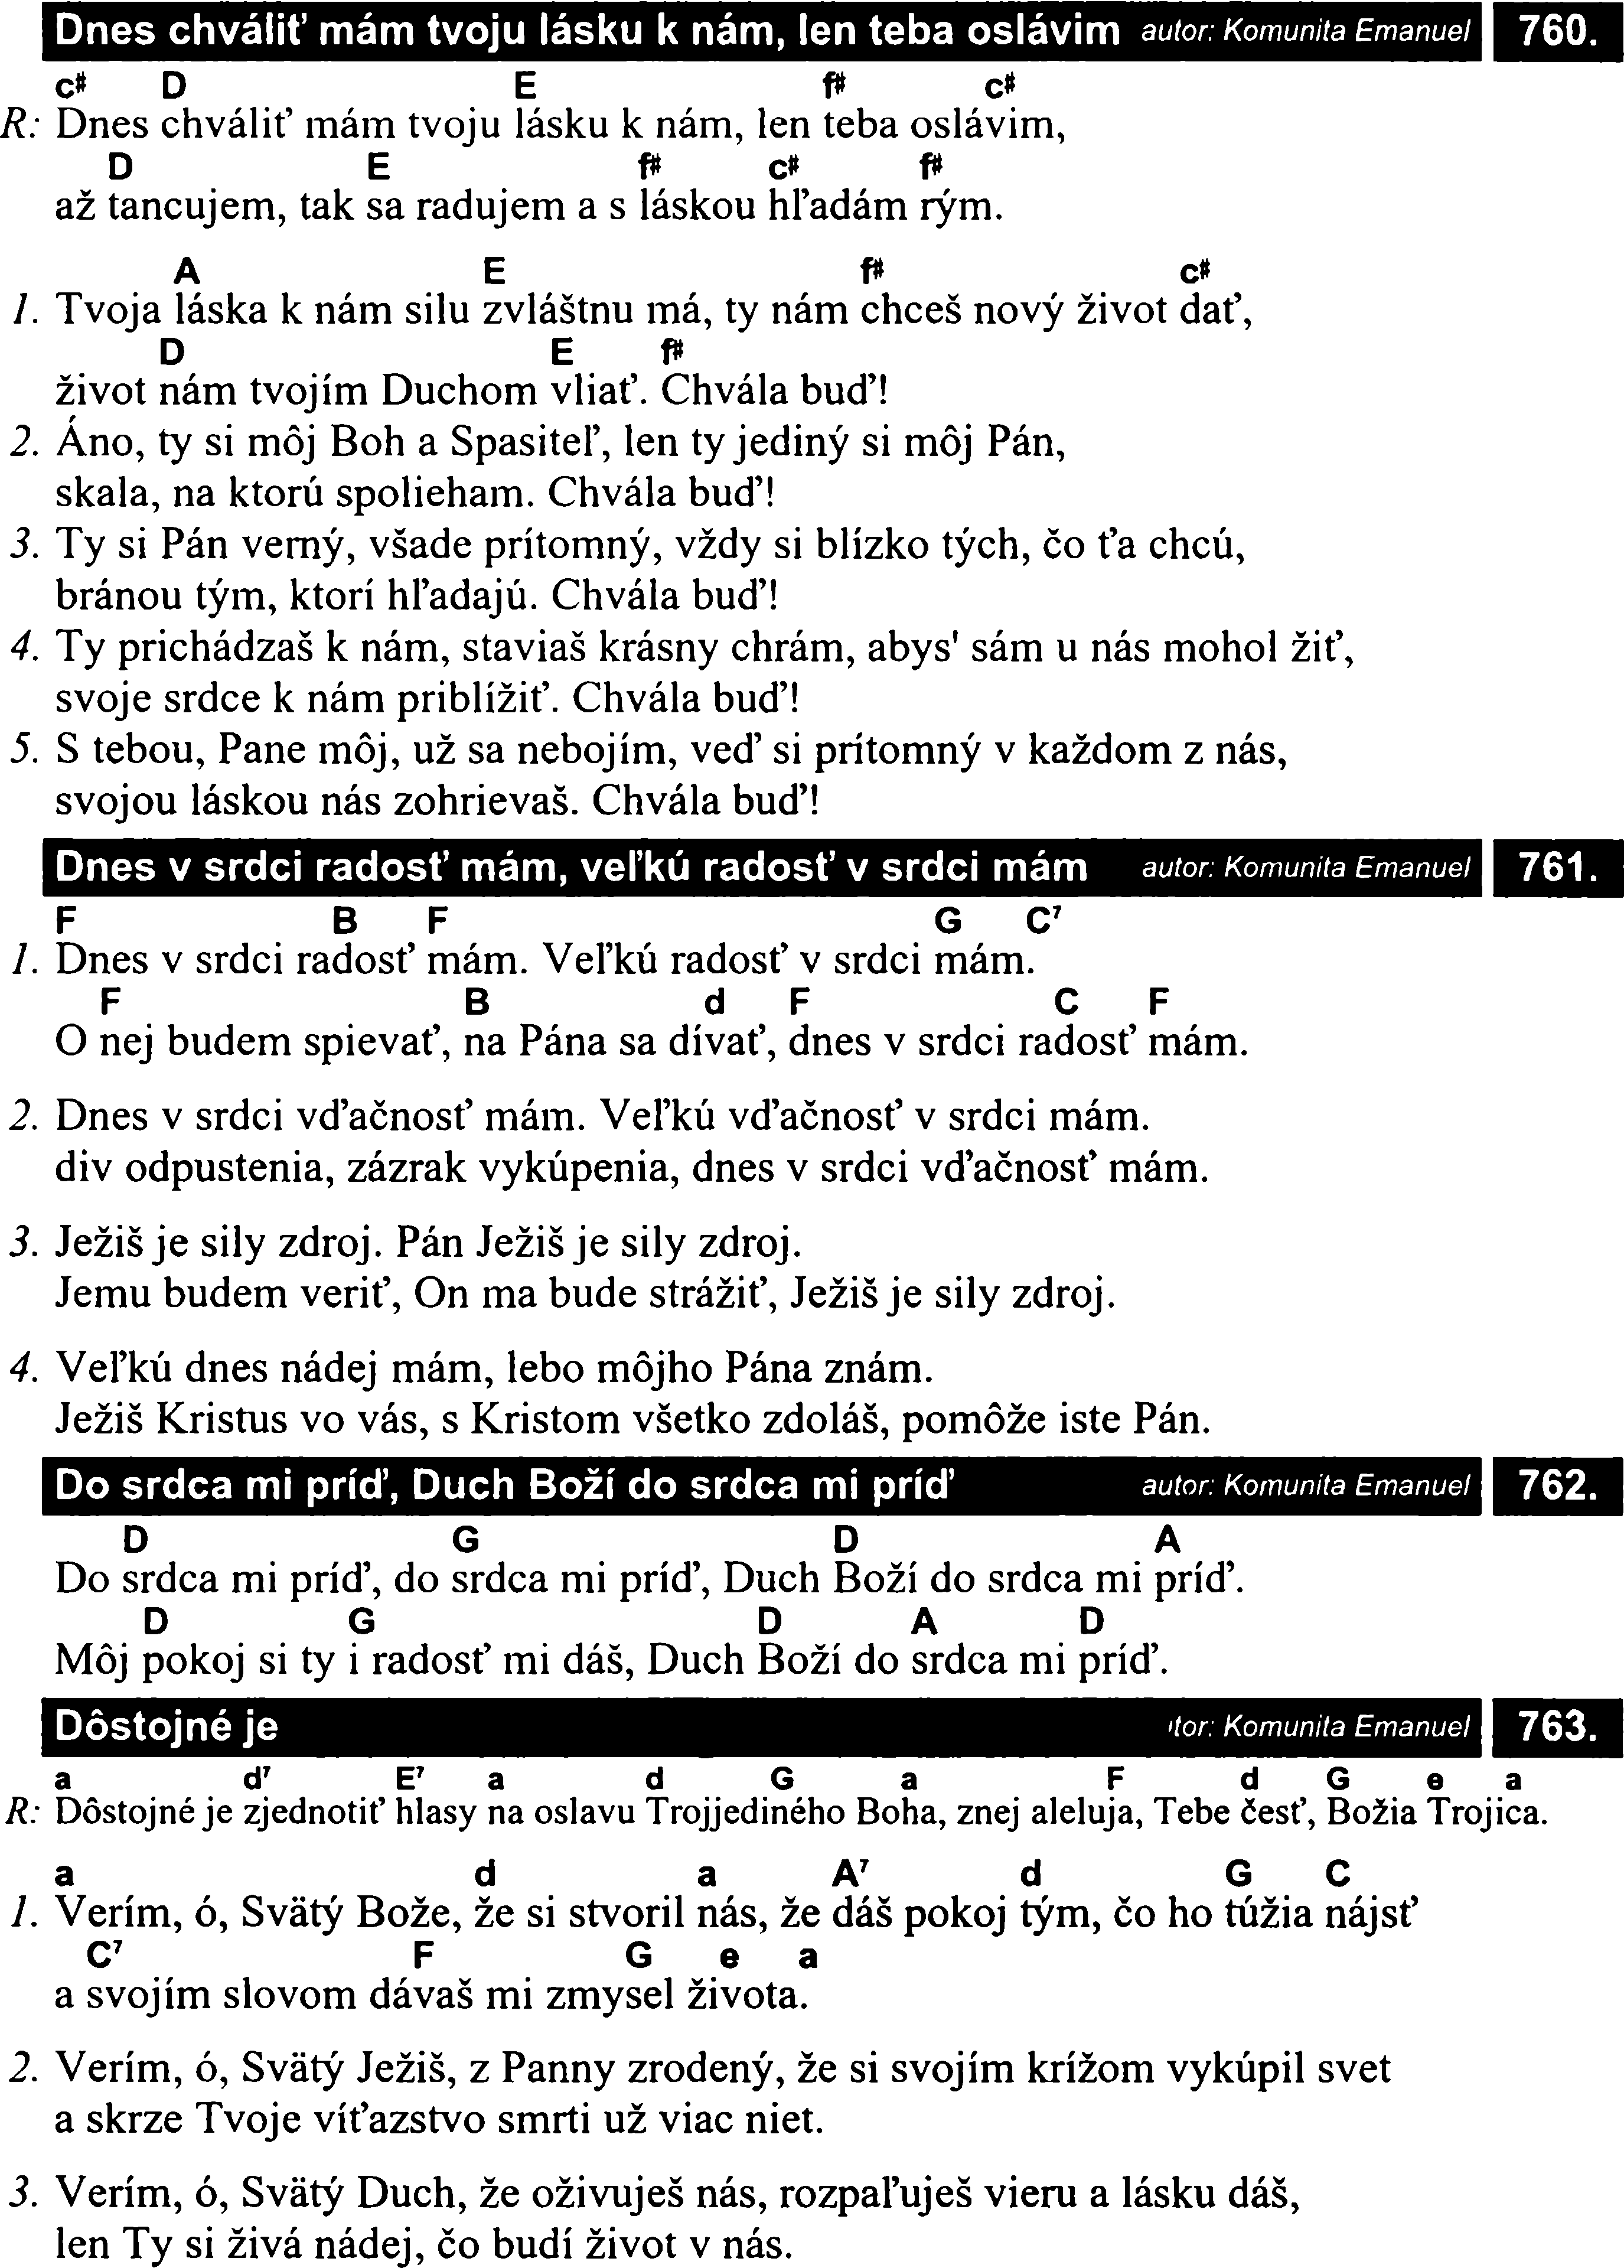 Dnes chváliť mám tvoju lásku k nám, len teba oslávim autor: Komunita Emanuel 760.
c# D E f# c#
R: Dnes chváliť mám tvoju lásku k nám, len teba oslávim,
D E f# c# f#
až tancujem, tak sa radujem a s láskou hľadám rým.
A E f# c#
1. Tvoja láska k nám silu zvláštnu má, ty nám chceš nový život dať,
D E f#
život nám tvojím Duchom vliať. Chvála buď!
2. Áno, ty si môj Boh a Spasiteľ, len ty jediný si môj Pán,
skala, na ktorú spolieham. Chvála buď!
3. Ty si Pán verný, všade prítomný, vždy si blízko tých, čo ťa chcú,
bránou tým, ktorí hľadajú. Chvála buď!
4. Ty prichádzaš k nám, staviaš krásny chrám, abys' sám u nás mohol žiť,
svoje srdce k nám priblížiť. Chvála buď!
5. S tebou, Pane môj, už sa nebojím, veď si prítomný v každom z nás,
svojou láskou nás zohrievaš. Chvála buď!
Dnes v srdci radosť mám, veľkú radosť v srdci mám autor: Komunita Emanuel 761.
F B F G C7
1. Dnes v srdci radosť mám. Veľkú radosť v srdci mám.
F B d F C F
O nej budem spievať, na Pána sa dívať, dnes v srdci radosť mám.
2. Dnes v srdci vďačnosť mám. Veľkú vďačnosť v srdci mám.
div odpustenia, zázrak vykúpenia, dnes v srdci vďačnosť mám.
3. Ježiš je sily zdroj. Pán Ježiš je sily zdroj.
Jemu budem veriť, On ma bude strážiť, Ježiš je sily zdroj.
4. Veľkú dnes nádej mám, lebo môjho Pána znám.
Ježiš Kristus vo vás, s Kristom všetko zdoláš, pomôže iste Pán.
Do srdca mi príď, Duch Boží do srdca mi príď autor: Komunita Emanuel 762.
D G D A
Do srdca mi príď, do srdca mi príď, Duch Boží do srdca mi príď.
D G D A D
Môj pokoj si ty i radosť mi dáš, Duch Boží do srdca mi príď.
Dôstojné je tor: Komunita Emanuel 763.
a d7 E7 a d G a F d G e a
R: Dôstojné je zjednotiť hlasy na oslavu Trojjediného Boha, znej aleluja, Tebe česť, Božia Trojica.
a d a A7 d G C
1. Verím, ó, Svätý Bože, že si stvoril nás, že dáš pokoj tým, čo ho túžia nájsť
C7 F G e a
a svojím slovom dávaš mi zmysel života.
2. Verím, ó, Svätý Ježiš, z Panny zrodený, že si svojím krížom vykúpil svet
a skrze Tvoje víťazstvo smrti už viac niet.
3. Verím, ó, Svätý Duch, že oživuješ nás, rozpaľuješ vieru a lásku dáš,
len Ty si živá nádej, čo budí život v nás.